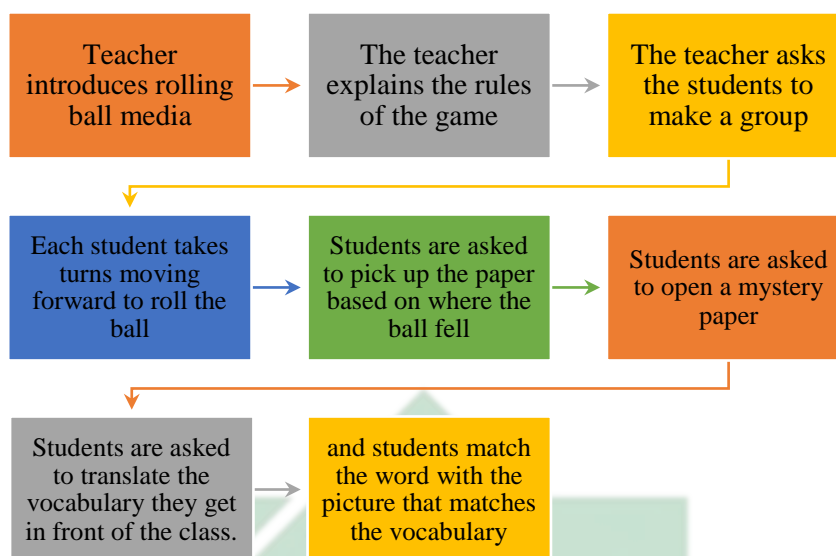 Teacher
introduces rolling
ball media
The teacher
explains the rules
of the game
The teacher asks
the students to
make a group
Each student takes
turns moving
forward to roll the
ball
Students are asked
to pick up the paper
based on where the
ball fell
Students are asked
to open a mystery
paper
Students are asked
to translate the
vocabulary they get
in front of the class.
and students match
the word with the
picture that matches
the vocabulary